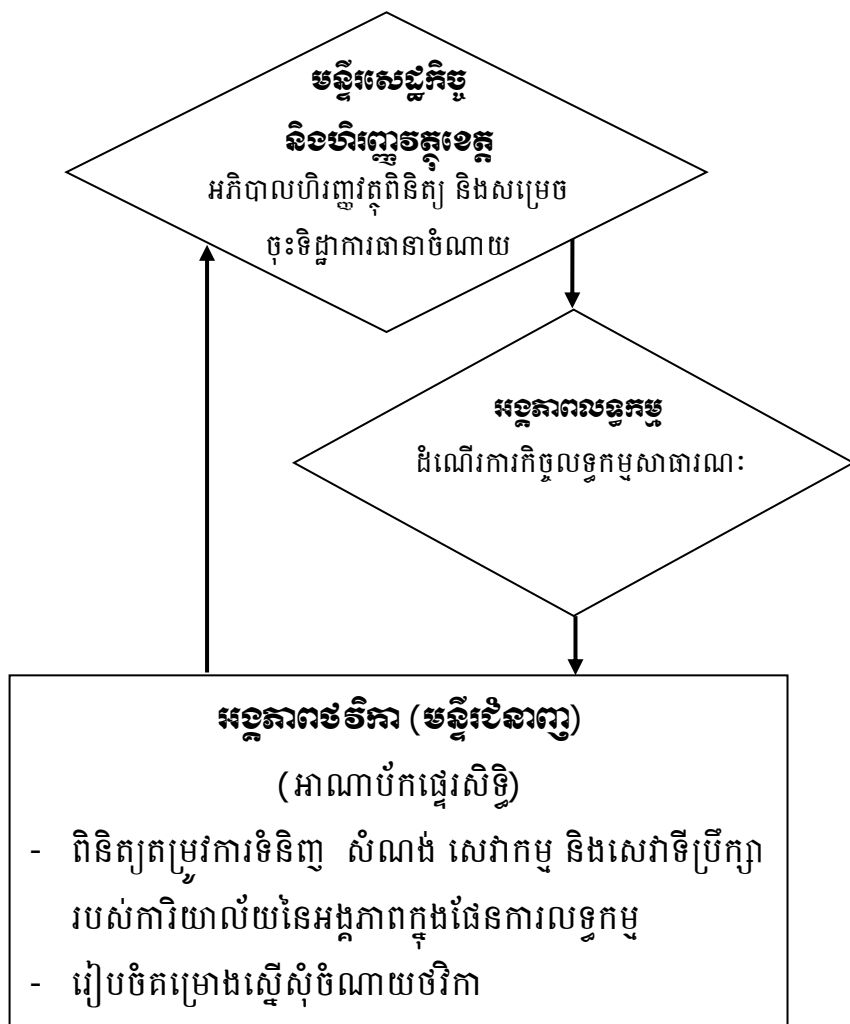 មន្ទីរសេដ្ឋកិច្ច
និងហិរញ្ញវត្ថុខេត្ត
អភិបាលហិរញ្ញវត្ថុពិនិត្យ និងសម្រេច
ចុះទិដ្ឋាការធានាចំណាយ
អង្គភាពលទ្ធកម្ម
ដំណើរការកិច្ចលទ្ធកម្មសាធារណៈ
អង្គភាពថវិកា (មន្ទីរជំនាញ)
(អាណាប័កផ្ទេរសិទ្ធិ)
- ពិនិត្យតម្រូវការទំនិញ សំណង់ សេវាកម្ម និងសេវាទីប្រឹក្សា
របស់ការិយាល័យនៃអង្គភាពក្នុងផែនការលទ្ធកម្ម
- រៀបចំគម្រោងស្នើសុំចំណាយថវិកា